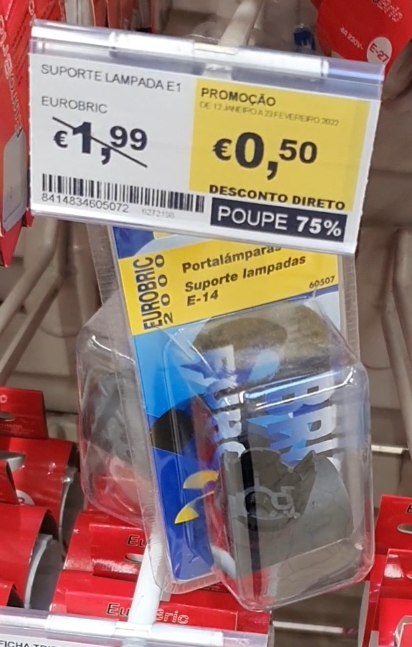 SUPORTE LAMPADA E1
EUROBRIC
€1,99
8414834605072
PROMOÇÃO
DE 17 JANEIRO A 23 FEVEREIRO 2022
€0,50
DESCONTO DIRETO
POUPE 75%
EUROBRIC
2000
Portalámparas
Suporte lampadas
E-14
60507
E-27